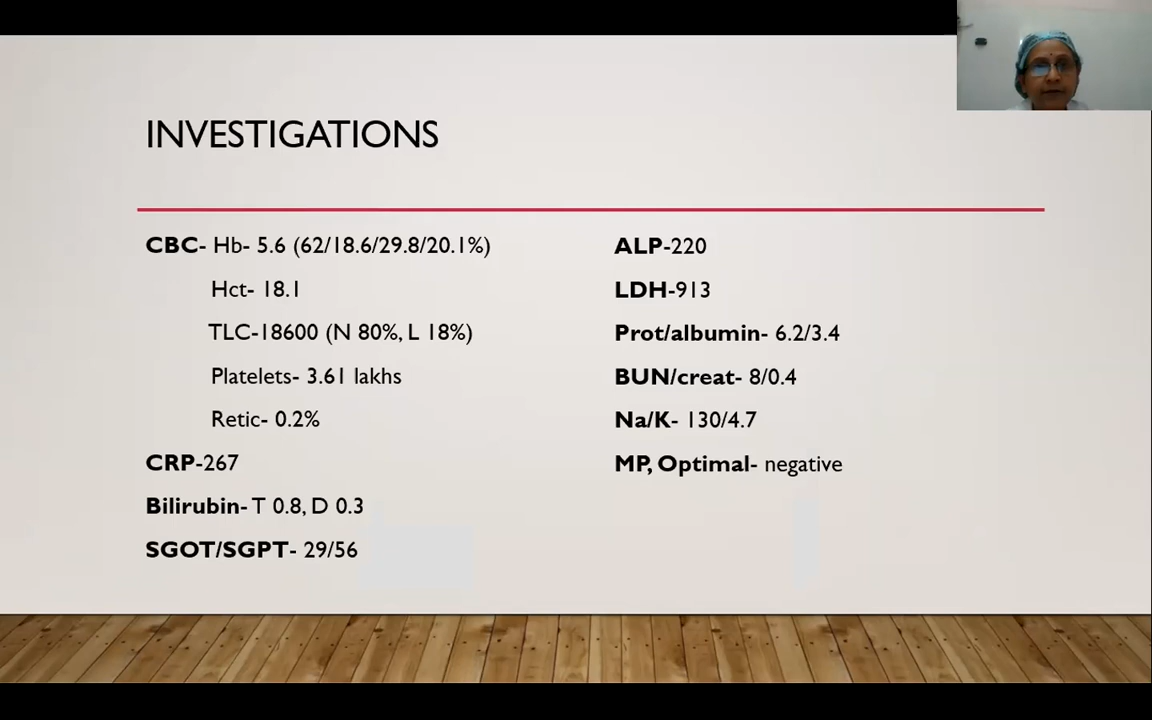 INVESTIGATIONS
CBC- Hb- 5.6 (62/18.6/29.8/20.1%)
Hct- 18.1
TLC-18600 (N 80%, L 18%)
Platelets- 3.61 lakhs
Retic- 0.2%
CRP-267
Bilirubin- T 0.8, D 0.3
SGOT/SGPT- 29/56
ALP-220
LDH-913
Prot/albumin- 6.2/3.4
BUN/creat- 8/0.4
Na/K- 130/4.7
MP, Optimal- negative